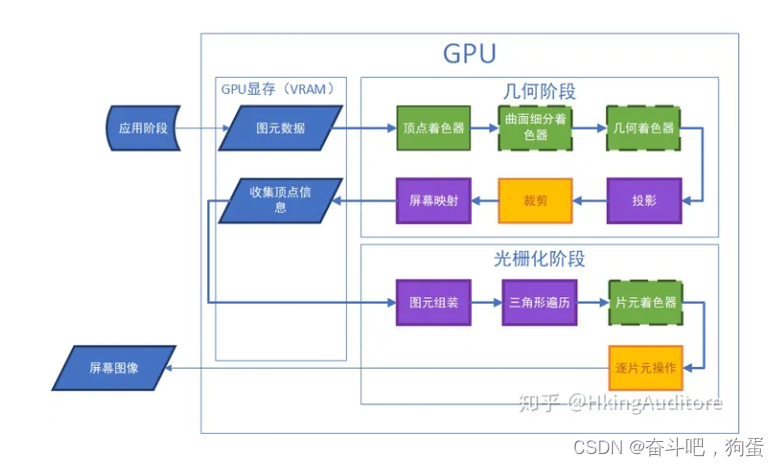 GPU
GPU显存（VRAM）
几何阶段
应用阶段
图元数据
顶点着色器
曲面细分着
色器
几何着色器
收集顶点信
息
屏幕映射
裁剪
投影
光栅化阶段
图元组装
三角形遍历
片元着色器
屏幕图像
逐片元操作
知乎 @HkingAuditore
CSDN @奋斗吧，狗蛋